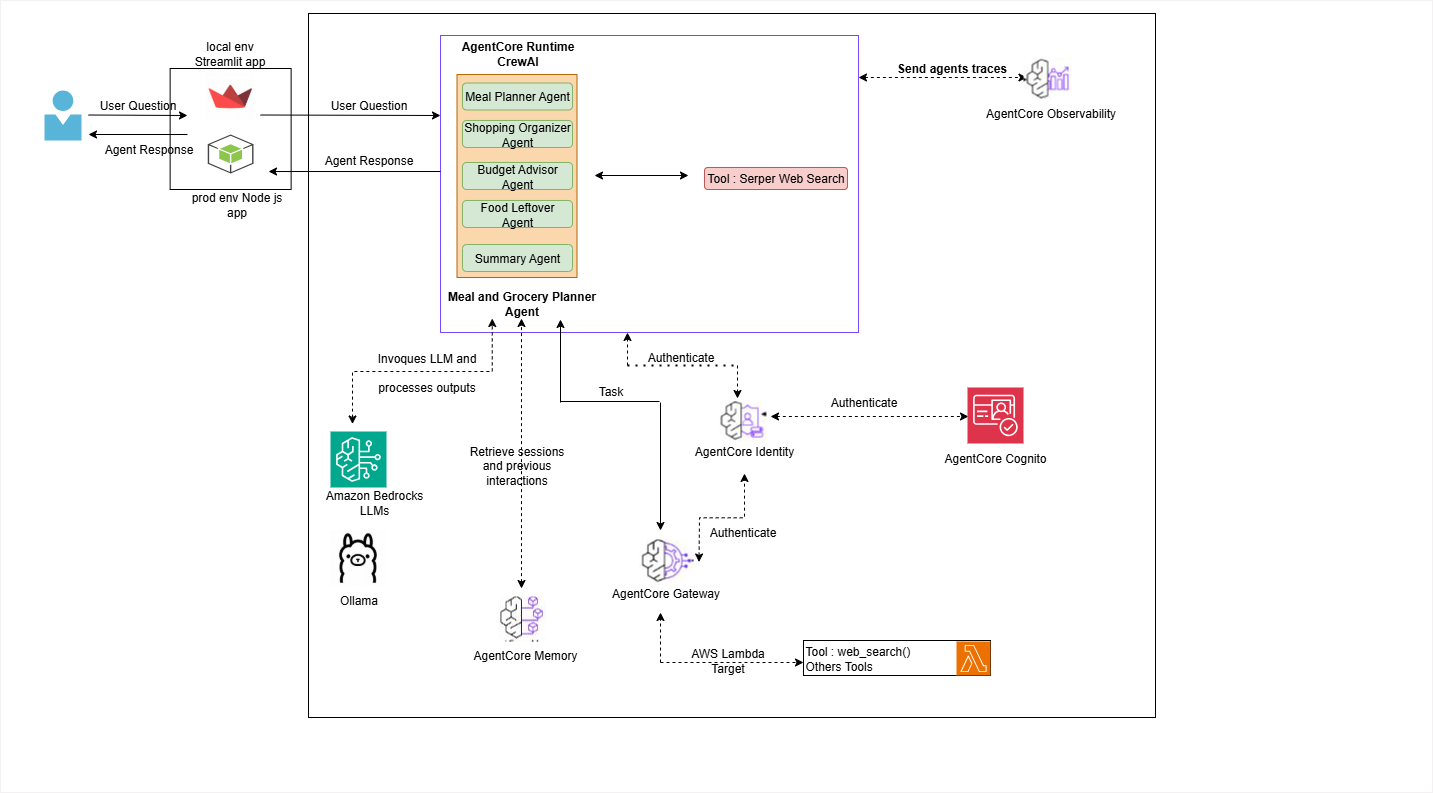 local env
Streamlit app
User Question
Agent Response
prod env Node js
app
User Question
Agent Response
AgentCore Runtime
CrewAI
Meal Planner Agent
Shopping Organizer
Agent
Budget Advisor
Agent
Food Leftover
Agent
Summary Agent
Meal and Grocery Planner
Agent
Tool : Serper Web Search
Send agents traces
AgentCore Observability
Invoques LLM and
processes outputs
Amazon Bedrocks
LLMs
Ollama
Retrieve sessions
and previous
interactions
AgentCore Memory
Task
Authenticate
AgentCore Identity
Authenticate
AgentCore Cognito
Authenticate
AgentCore Gateway
AWS Lambda
Target
Tool : web_search()
Others Tools